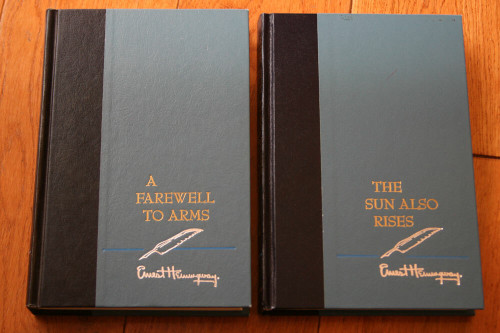 A
FAREWELL
TO ARMS
Ernest Hemingway.
THE
SUN ALSO
RISES
Ernest Hemingway.